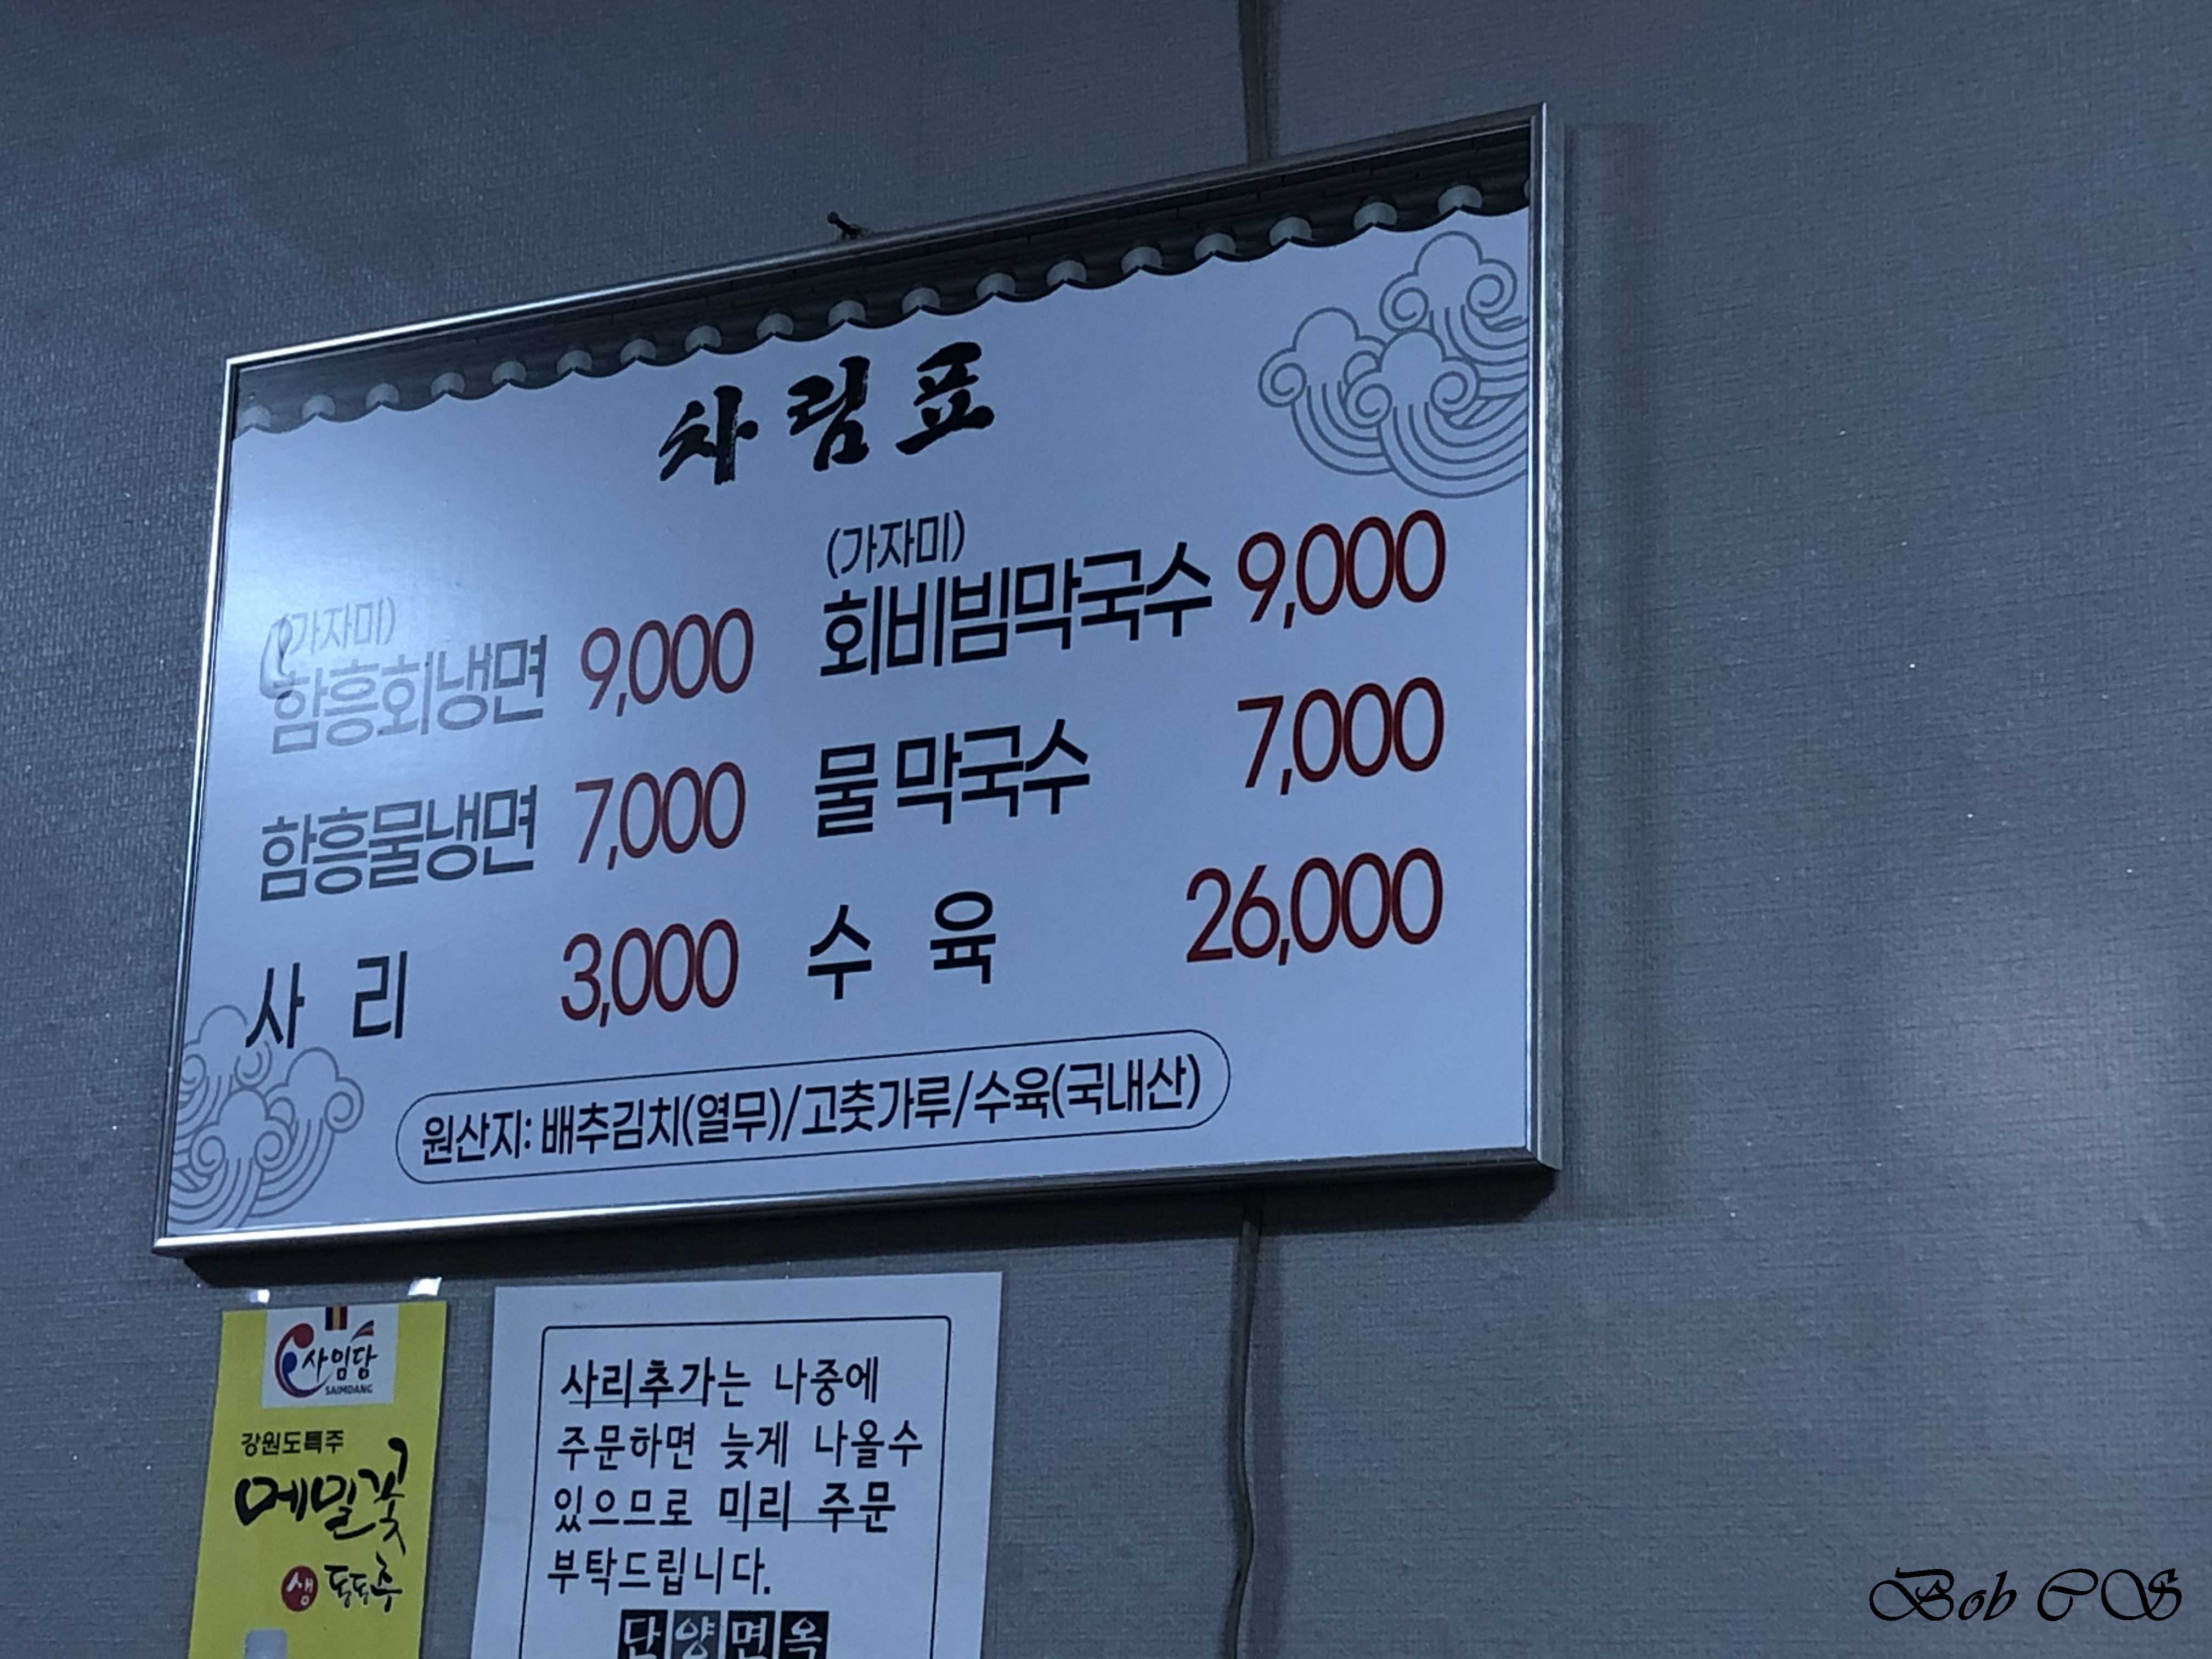 차림표
(가자미)
함흥회냉면 9,000
함흥물냉면 7,000
사 리 3,000
(가자미)
회비빔막국수 9,000
물 막국수 7,000
수 육 26,000
원산지: 배추김치(열무)/고춧가루/수육(국내산)
사임당
SAIMDANG
강원도특주
메밀꽃
생 동동주
사리추가는 나중에
주문하면 늦게 나올수
있으므로 미리 주문
부탁드립니다.
단양면옥
Bob CS